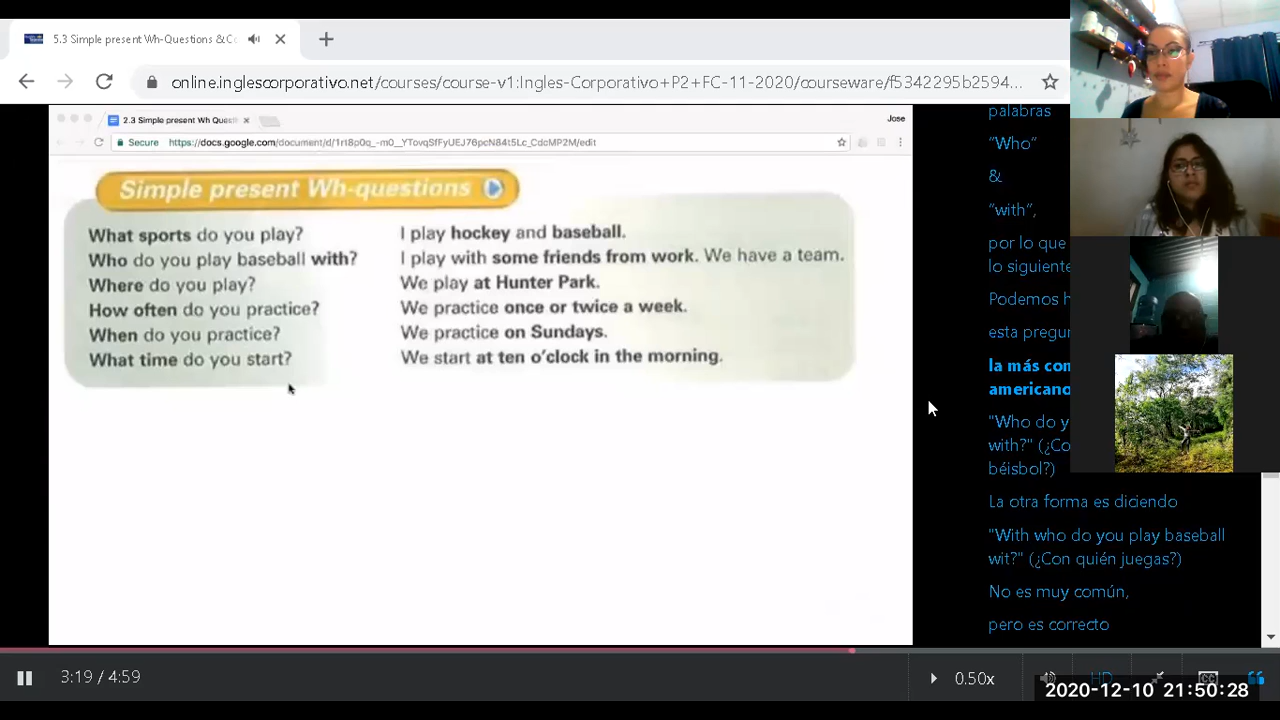 5.3 Simple present Wh-Questions & Co
online.inglescorporativo.net/courses/course-v1:Ingles-Corporativo+P2+FC-11-2020/courseware/f5342295b2594...
2.3 Simple present Wh Questi
Jose
Secure
Simple present Wh-questions
What sports do you play? I play hockey and baseball.
Who do you play baseball with? I play with some friends from work. We have a team.
Where do you play? We play at Hunter Park.
How often do you practice? We practice once or twice a week.
When do you practice? We practice on Sundays.
What time do you start? We start at ten o'clock in the morning.
palabras
“Who”
&
“with”,
por lo que
lo siguiente
Podemos h
esta pregun
la más com
americano
"Who do y
with?" (¿Co
béisbol?)
La otra forma es diciendo
"With who do you play baseball
wit?" (¿Con quién juegas?)
No es muy común,
pero es correcto
3:19 / 4:59
0.50x
HD
CC
2020-12-10 21:50:28